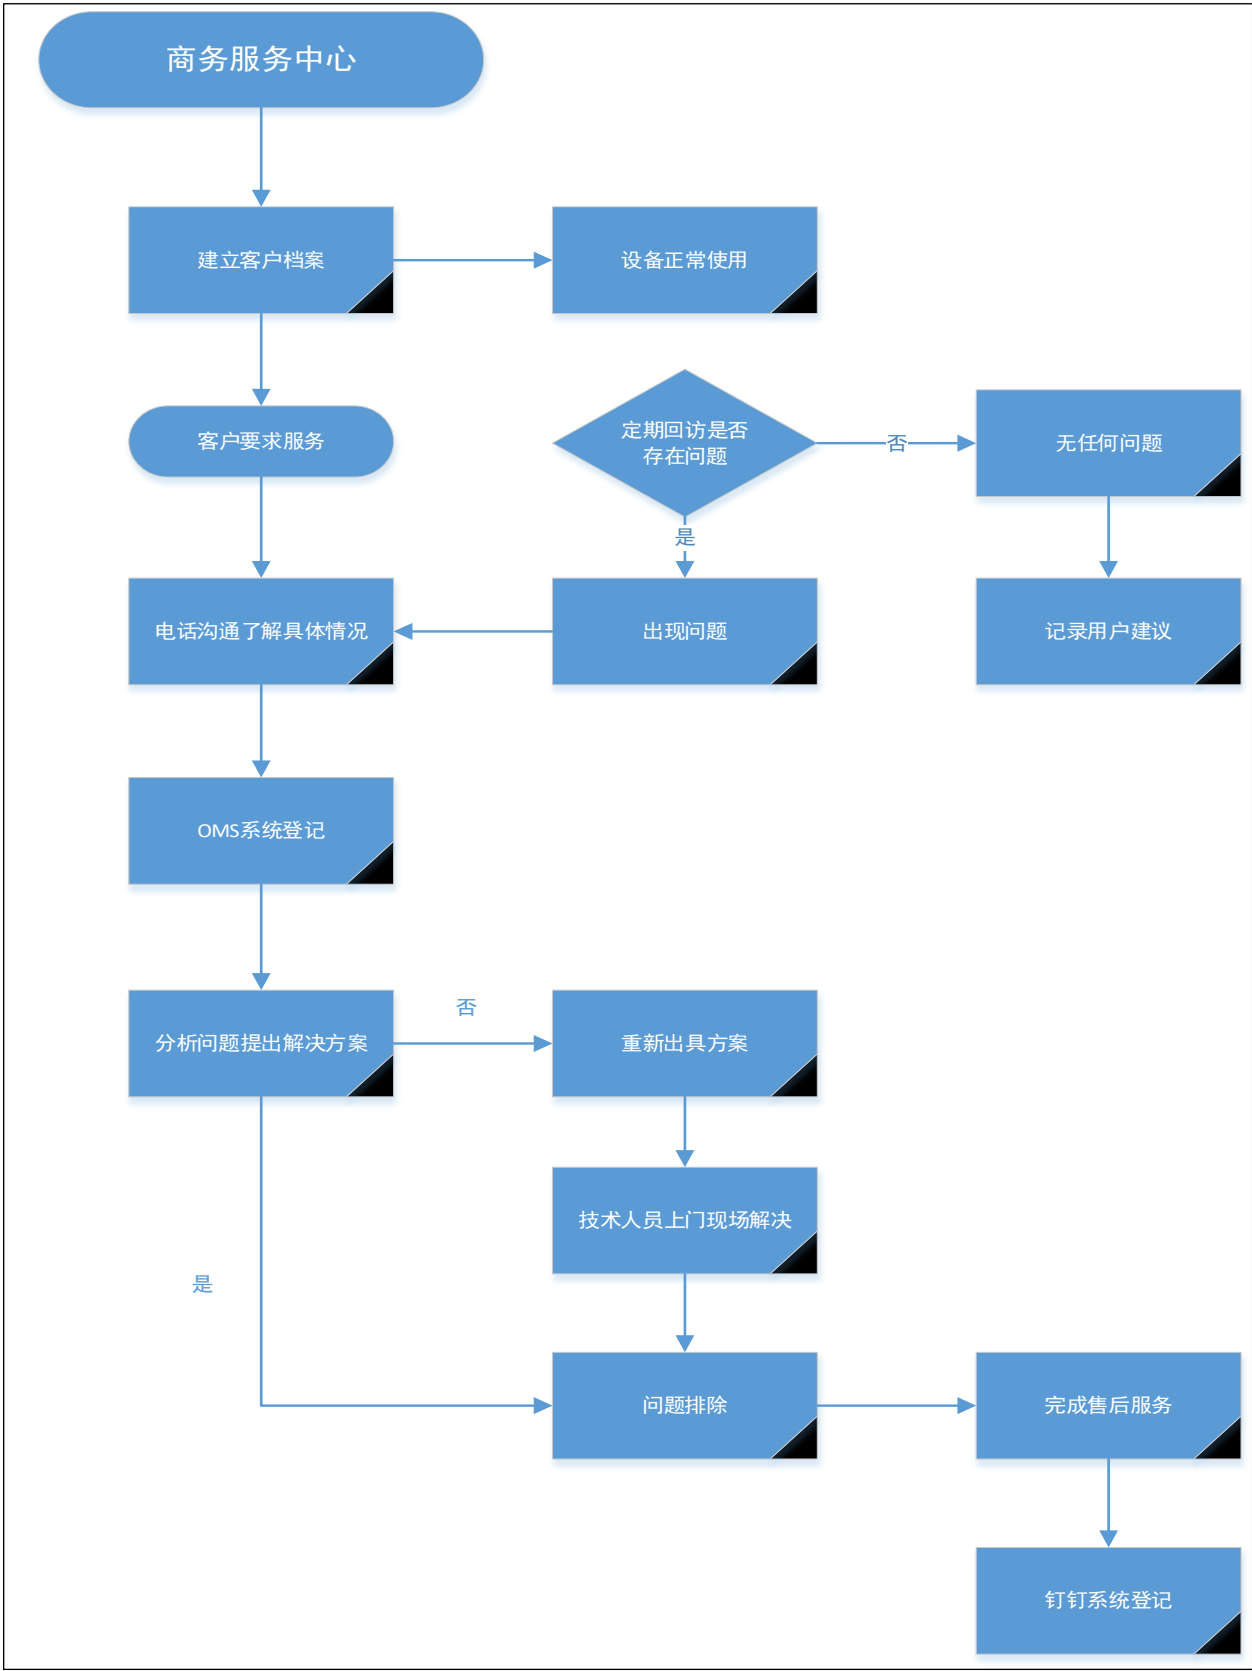 商务服务中心
建立客户档案
设备正常使用
客户要求服务
定期回访是否
存在问题
否
无任何问题
是
电话沟通了解具体情况
出现问题
记录用户建议
OMS系统登记
否
分析问题提出解决方案
重新出具方案
技术人员上门现场解决
是
问题排除
完成售后服务
钉钉系统登记